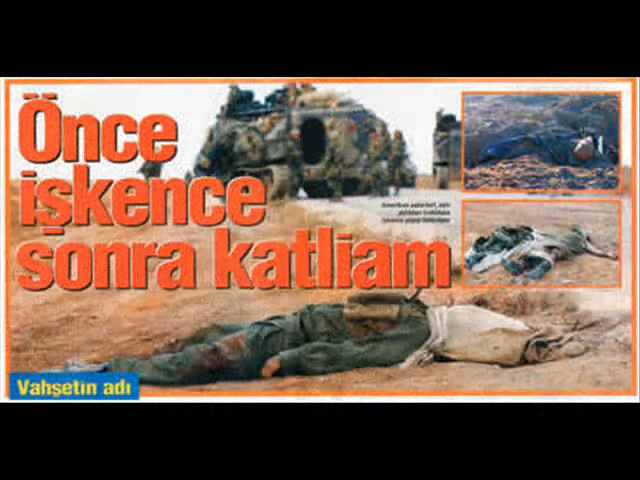 Önce
işkence
sonra katliam
Vahşetin adı